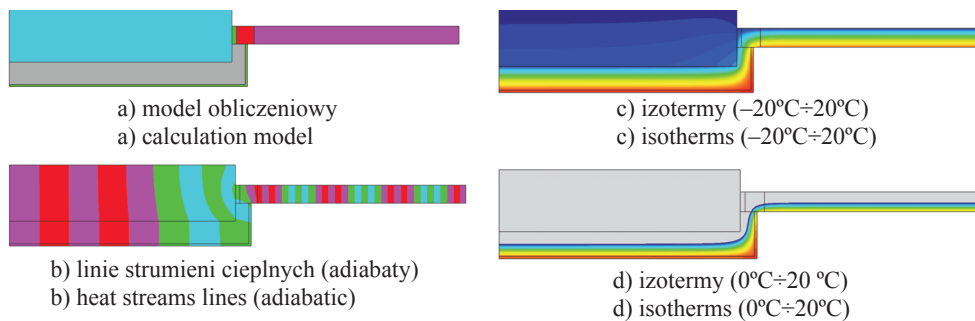 a) model obliczeniowy
a) calculation model
b) linie strumieni cieplnych (adiabaty)
b) heat streams lines (adiabatic)
c) izotermy (–20ºC÷20ºC)
c) isotherms (–20ºC÷20ºC)
d) izotermy (0ºC÷20 ºC)
d) isotherms (0ºC÷20ºC)